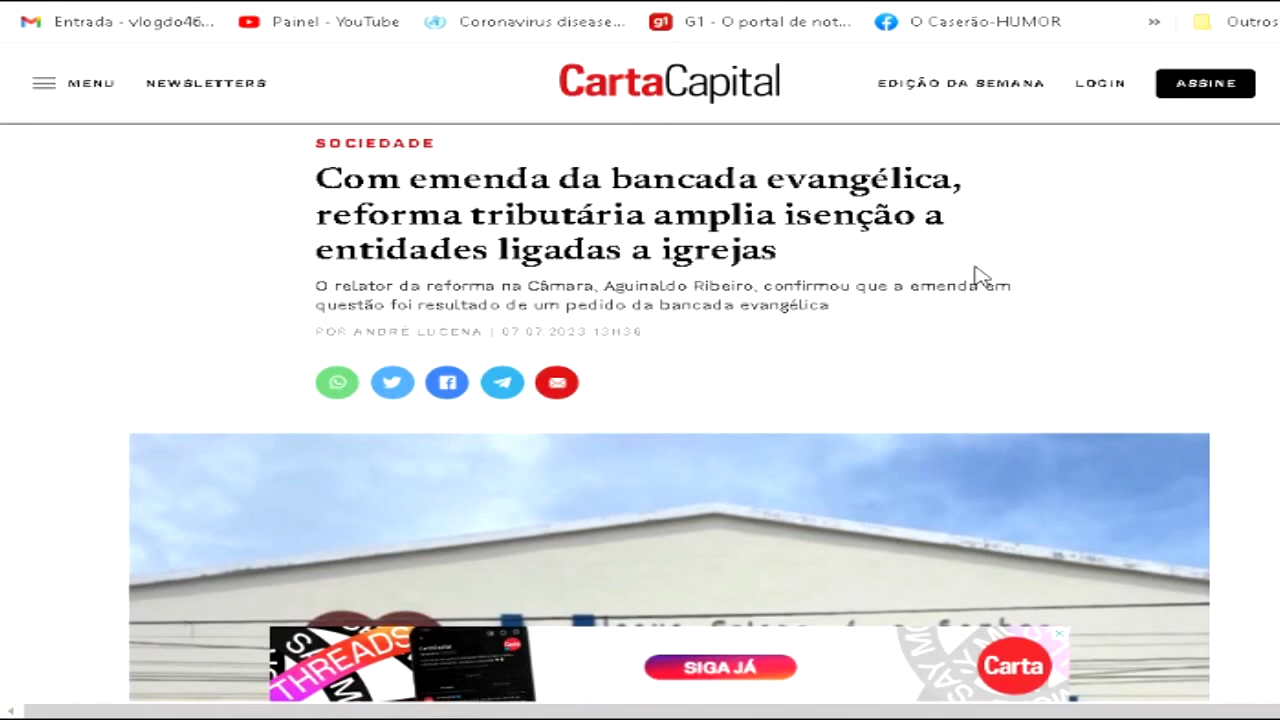 Entrada - vlogdo46...
Painel - YouTube
Coronavirus disease...
G1 - O portal de not...
O Caserão-HUMOR
»
Outros
MENU
NEWSLETTERS
CartaCapital
EDIÇÃO DA SEMANA
LOGIN
ASSINE
SOCIEDADE
Com emenda da bancada evangélica,
reforma tributária amplia isenção a
entidades ligadas a igrejas
O relator da reforma na Câmara, Aguinaldo Ribeiro, confirmou que a emenda em
questão foi resultado de um pedido da bancada evangélica
POR ANDRÉ LUCENA | 07.07.2023 13H36
THREADS
SIGA JÁ
Carta